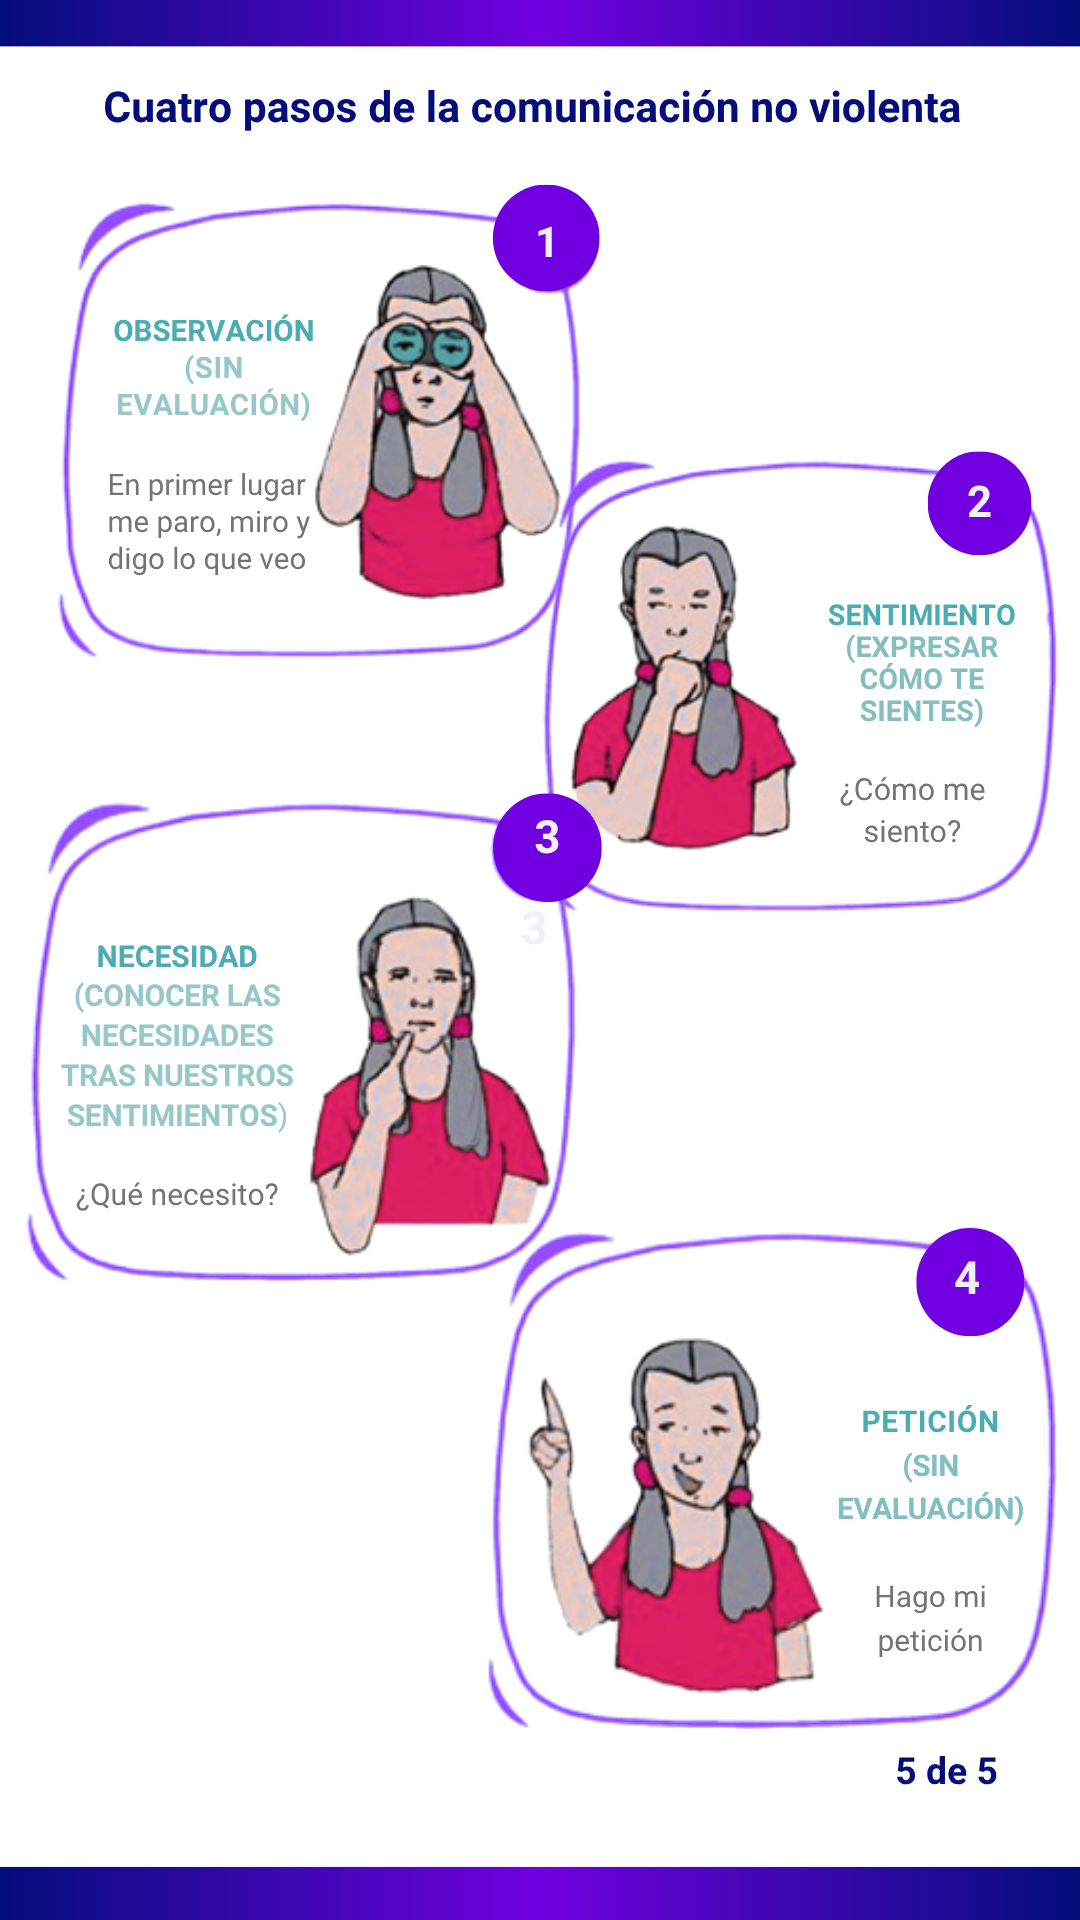 Cuatro pasos de la comunicación no violenta
1
OBSERVACIÓN
(SIN
EVALUACIÓN)
En primer lugar
me paro, miro y
digo lo que veo
2
SENTIMIENTO
(EXPRESAR
CÓMO TE
SIENTES)
¿Cómo me
siento?
3
3
NECESIDAD
(CONOCER LAS
NECESIDADES
TRAS NUESTROS
SENTIMIENTOS)
¿Qué necesito?
4
PETICIÓN
(SIN
EVALUACIÓN)
Hago mi
petición
5 de 5